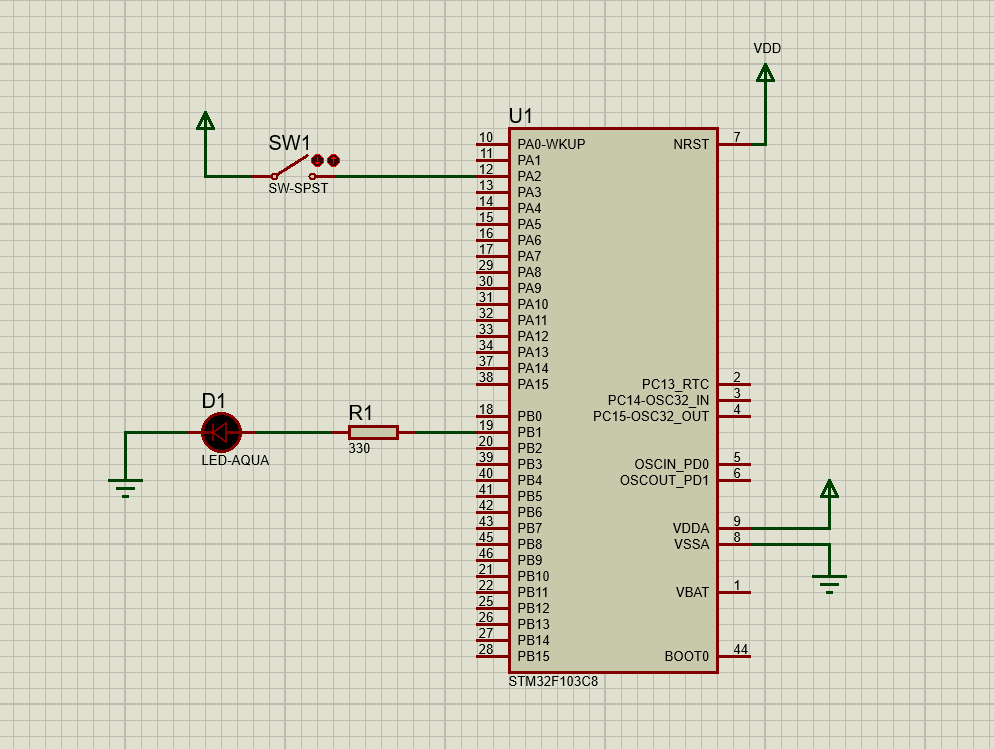 VDD
U1
SW1
SW-SPST
10 PA0-WKUP
11 PA1
12 PA2
13 PA3
14 PA4
15 PA5
16 PA6
17 PA7
29 PA8
30 PA9
31 PA10
32 PA11
33 PA12
34 PA13
37 PA14
38 PA15
18 PB0
19 PB1
20 PB2
39 PB3
40 PB4
41 PB5
42 PB6
43 PB7
45 PB8
46 PB9
21 PB10
22 PB11
25 PB12
26 PB13
27 PB14
28 PB15
NRST 7
PC13_RTC 2
PC14-OSC32_IN 3
PC15-OSC32_OUT 4
OSCIN_PD0 5
OSCOUT_PD1 6
VDDA 9
VSSA 8
VBAT 1
BOOT0 44
STM32F103C8
D1
LED-AQUA
R1
330